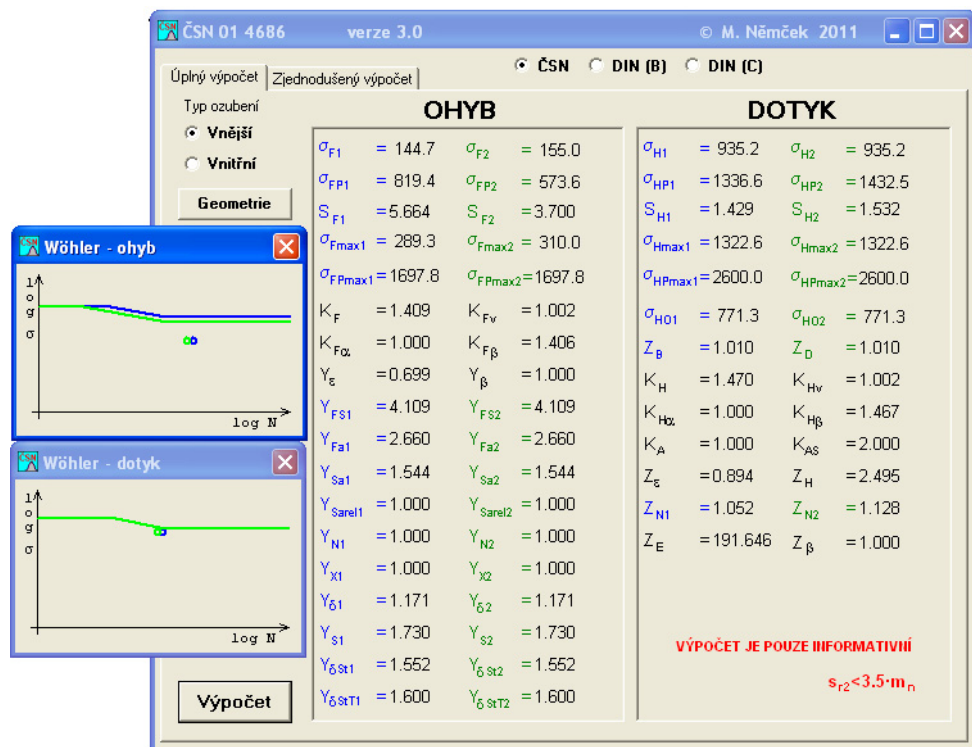 ČSN 01 4686 verze 3.0 © M. Němček 2011
Úplný výpočet Zjednodušený výpočet ČSN DIN (B) DIN (C)
Typ ozubení
Vnější
Vnitřní
Geometrie
OHYB
σF1 = 144.7 σF2 = 155.0
σFP1 = 819.4 σFP2 = 573.6
SF1 =5.664 SF2 =3.700
σFmax1 = 289.3 σFmax2 = 310.0
σFPmax1 =1697.8 σFPmax2 =1697.8
KF =1.409 KFv =1.002
KFα =1.000 KFβ =1.406
Yε =0.699 Yβ =1.000
YFS1 =4.109 YFS2 =4.109
YFa1 =2.660 YFa2 =2.660
YSa1 =1.544 YSa2 =1.544
YSarel1 =1.000 YSarel2 =1.000
YN1 =1.000 YN2 =1.000
YX1 =1.000 YX2 =1.000
Yδ1 =1.171 Yδ2 =1.171
YS1 =1.730 YS2 =1.730
YδSt1 =1.552 YδSt2 =1.552
YδStT1 =1.600 YδStT2 =1.600
DOTYK
σH1 = 935.2 σH2 = 935.2
σHP1 =1336.6 σHP2 =1432.5
SH1 =1.429 SH2 =1.532
σHmax1 =1322.6 σHmax2 =1322.6
σHPmax1 =2600.0 σHPmax2 =2600.0
σHO1 = 771.3 σHO2 = 771.3
ZB =1.010 ZD =1.010
KH =1.470 KHv =1.002
KHα =1.000 KHβ =1.467
KA =1.000 KAS =2.000
Zε =0.894 ZH =2.495
ZN1 =1.052 ZN2 =1.128
ZE =191.646 Zβ =1.000
VÝPOČET JE POUZE INFORMATIVNÍ
sr2<3.5·mn
Wöhler - ohyb
log σ
log N
Wöhler - dotyk
log σ
log N
Výpočet